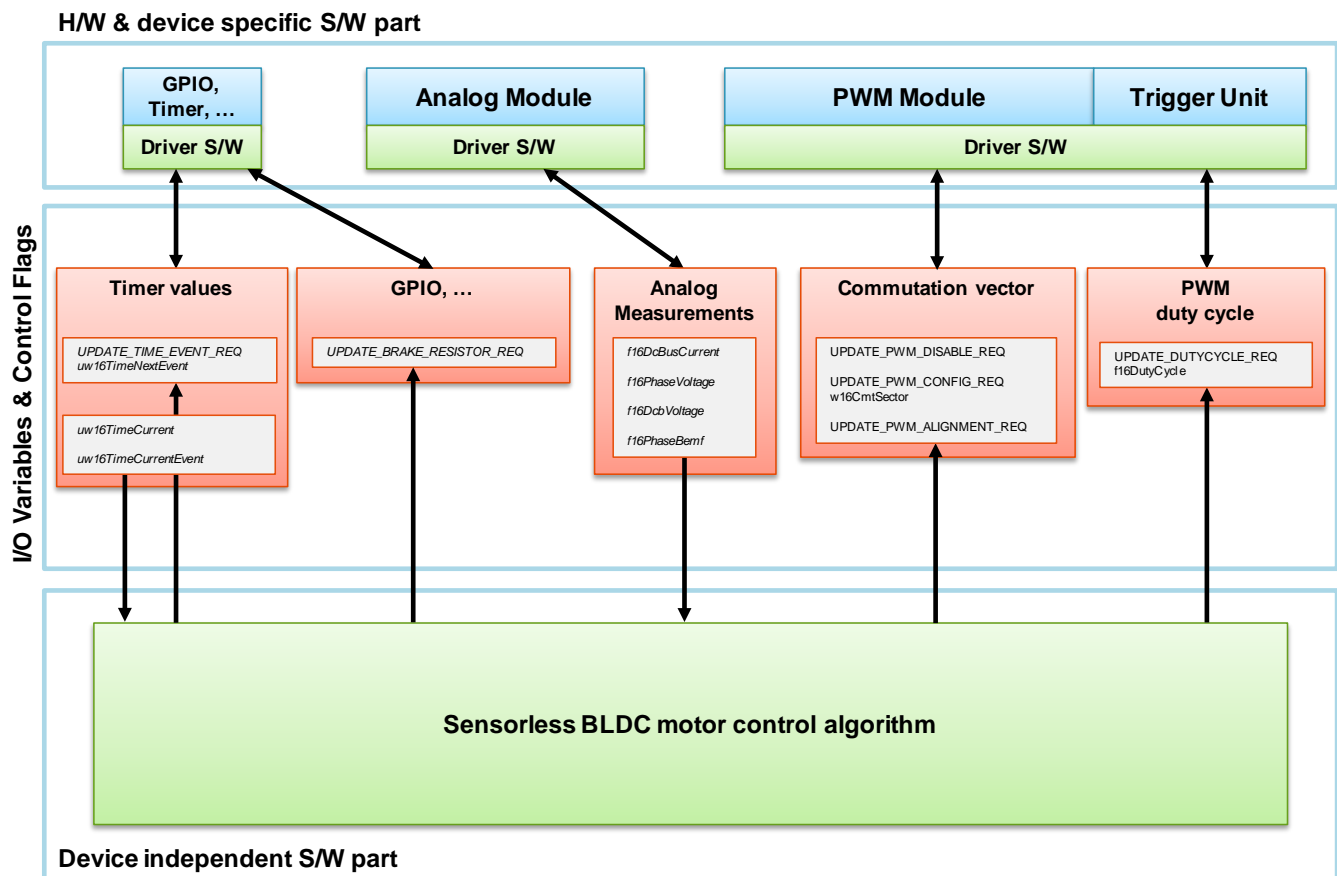 H/W & device specific S/W part
GPIO,
Timer, …
Driver S/W
Analog Module
Driver S/W
PWM Module
Trigger Unit
Driver S/W
I/O Variables & Control Flags
Timer values
UPDATE_TIME_EVENT_REQ
uw16TimeNextEvent
uw16TimeCurrent
uw16TimeCurrentEvent
GPIO, …
UPDATE_BRAKE_RESISTOR_REQ
Analog
Measurements
f16DcBusCurrent
f16PhaseVoltage
f16DcbVoltage
f16PhaseBemf
Commutation vector
UPDATE_PWM_DISABLE_REQ
UPDATE_PWM_CONFIG_REQ
w16CmtSector
UPDATE_PWM_ALIGNMENT_REQ
PWM
duty cycle
UPDATE_DUTYCYCLE_REQ
f16DutyCycle
Sensorless BLDC motor control algorithm
Device independent S/W part